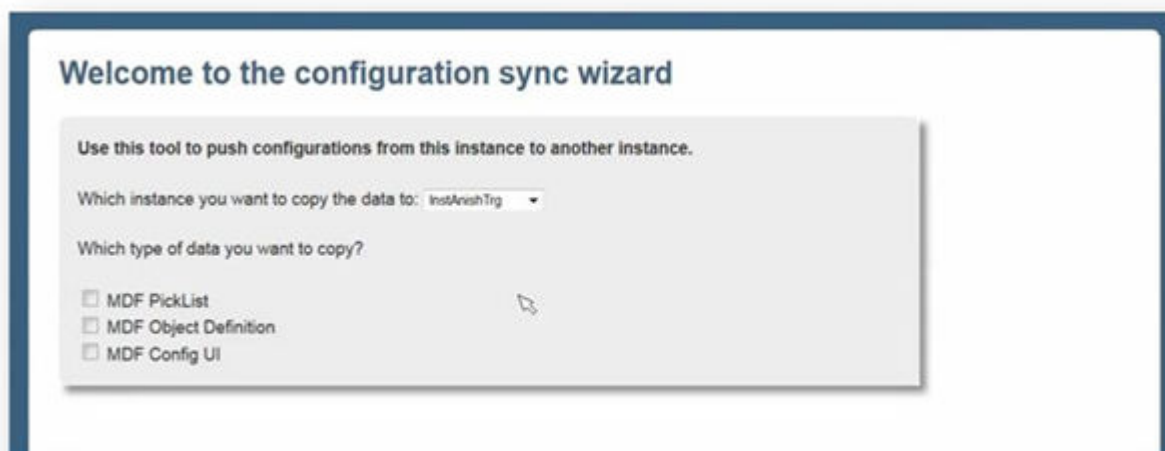 Welcome to the configuration sync wizard
Use this tool to push configurations from this instance to another instance.
Which instance you want to copy the data to: InstAnishTrg
Which type of data you want to copy?
MDF PickList
MDF Object Definition
MDF Config UI